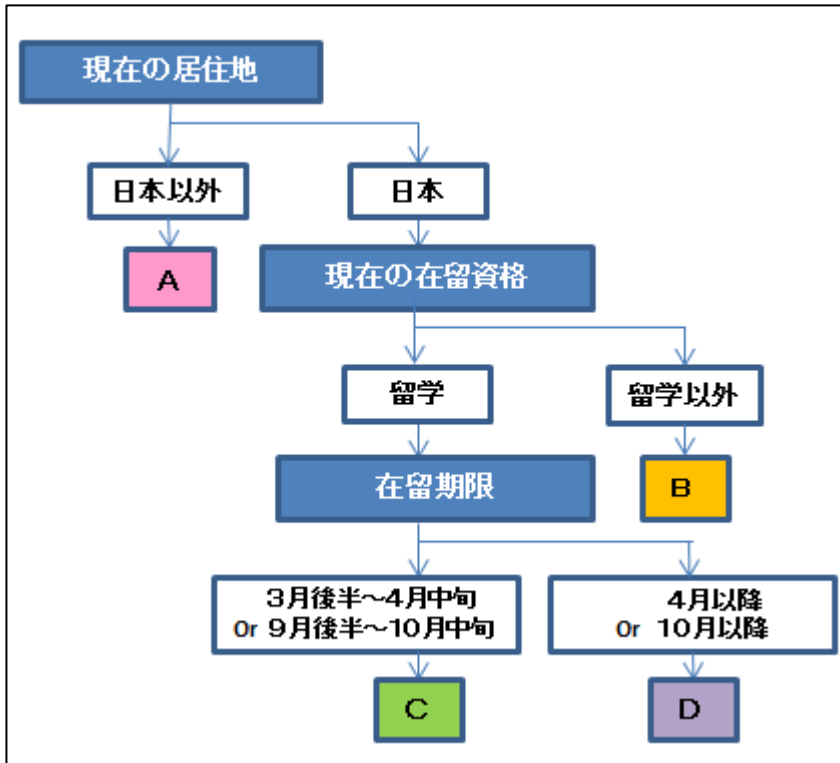 現在の居住地
日本以外
日本
A
現在の在留資格
留学
留学以外
在留期限
B
3月後半～4月中旬
Or 9月後半～10月中旬
4月以降
Or 10月以降
C
D